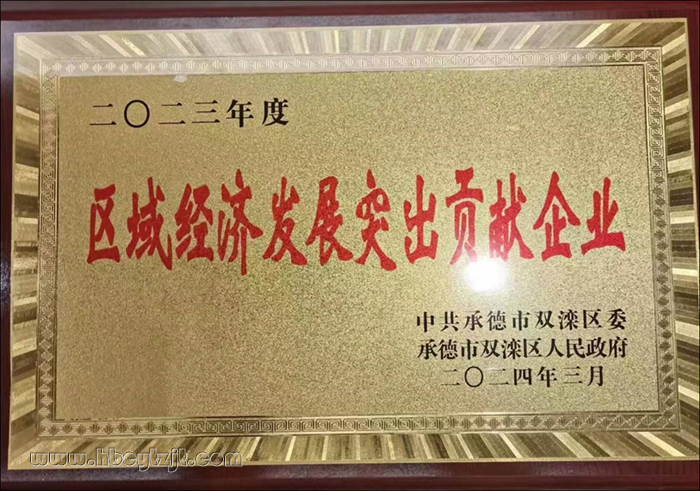 二〇二三年度
区域经济发展突出贡献企业
中共承德市双滦区委
承德市双滦区人民政府
二〇二四年三月
www.hbcylzjt.com